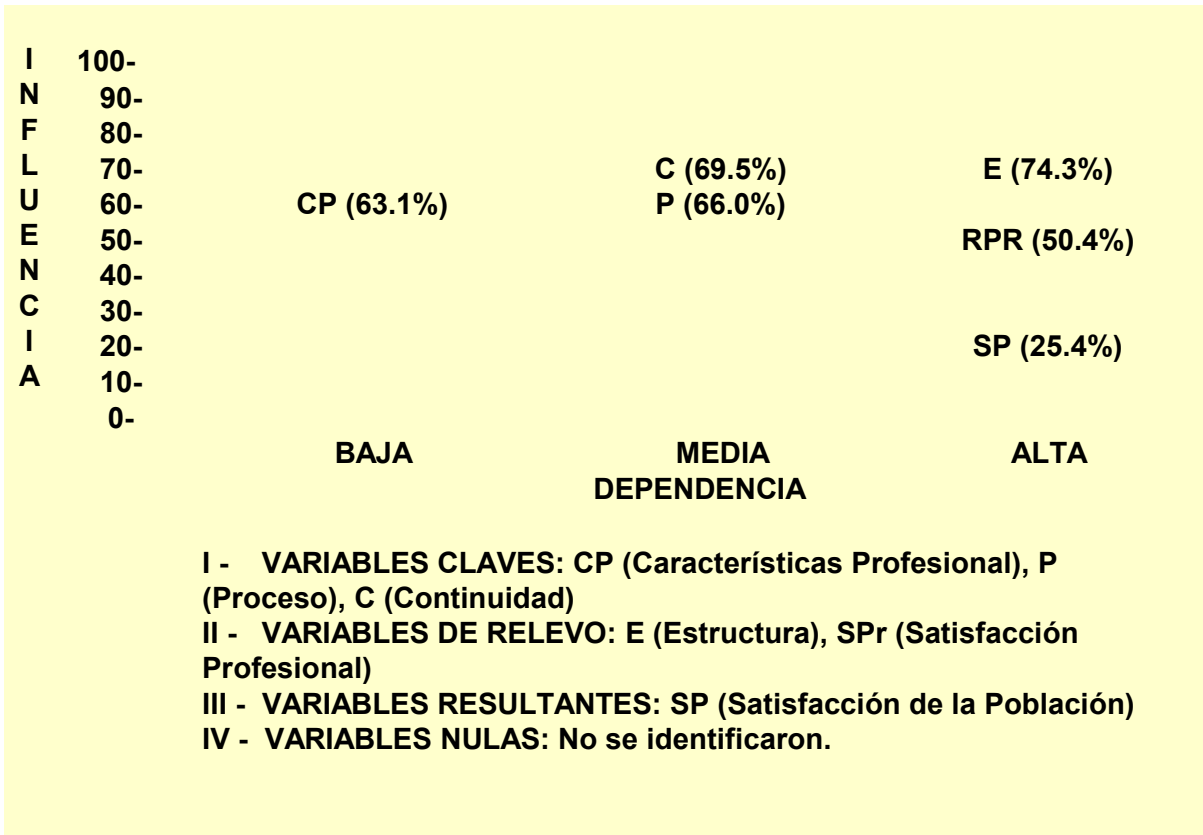 I
N
F
L
U
E
N
C
I
A
100-
90-
80-
70-
60-
50-
40-
30-
20-
10-
0-
C (69.5%) E (74.3%)
CP (63.1%) P (66.0%)
RPR (50.4%)
SP (25.4%)
BAJA MEDIA ALTA
DEPENDENCIA
I - VARIABLES CLAVES: CP (Características Profesional), P
(Proceso), C (Continuidad)
II - VARIABLES DE RELEVO: E (Estructura), SPr (Satisfacción
Profesional)
III - VARIABLES RESULTANTES: SP (Satisfacción de la Población)
IV - VARIABLES NULAS: No se identificaron.